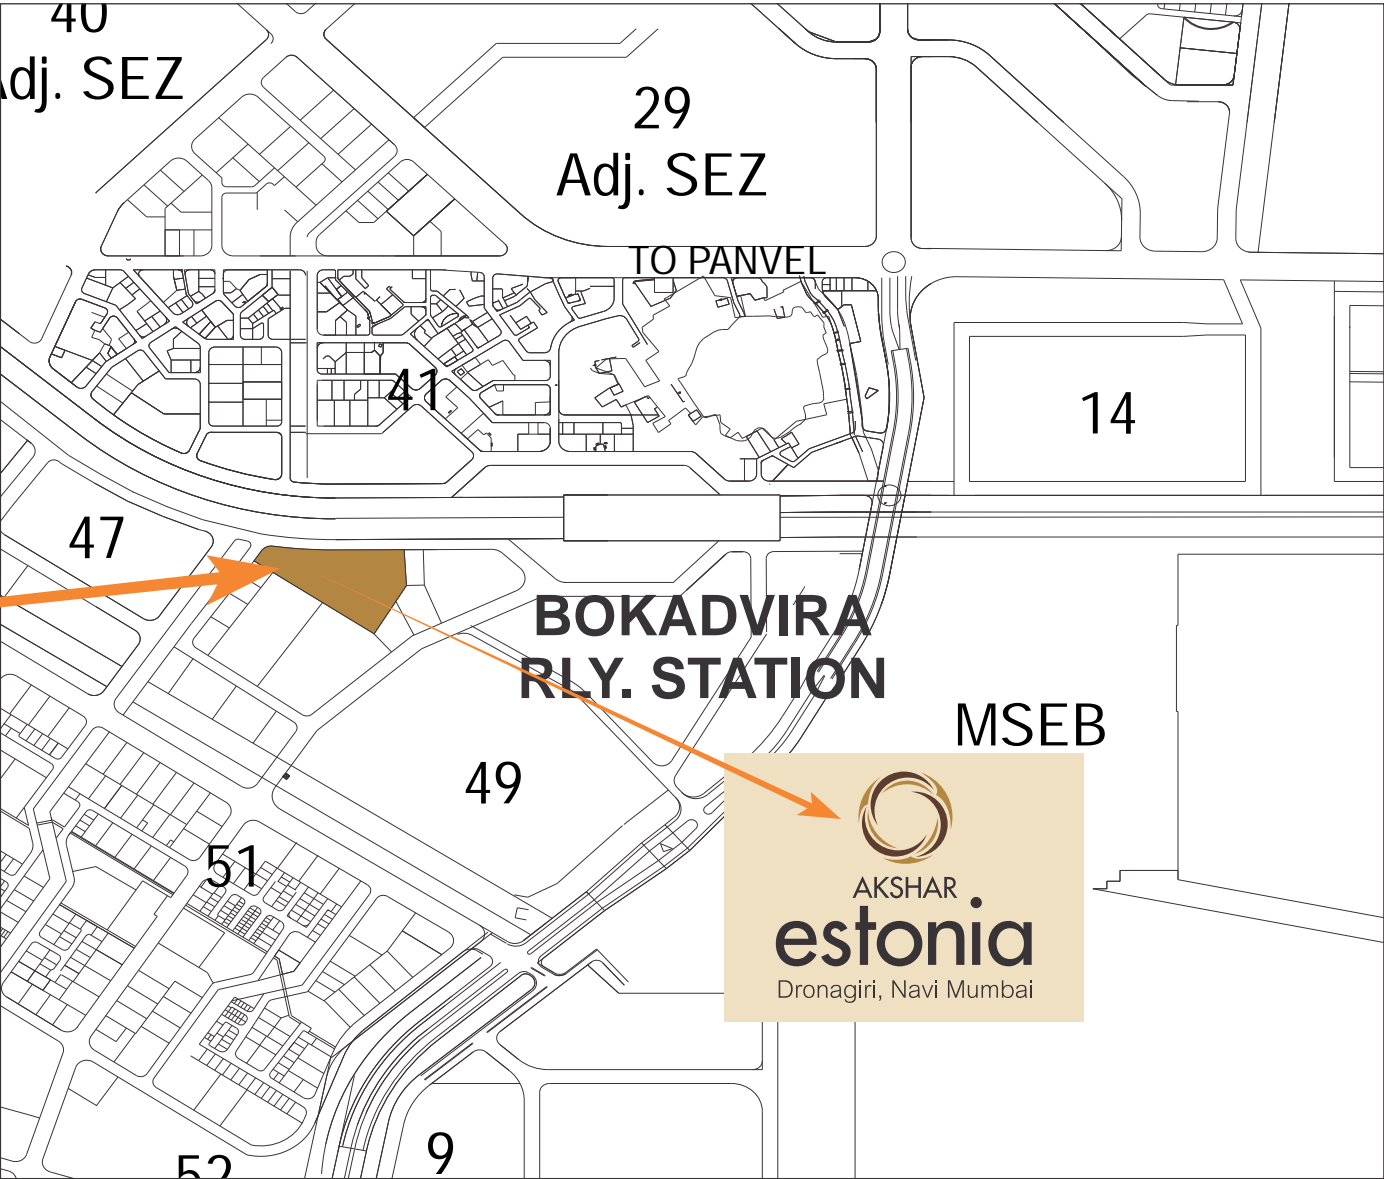 40
Adj. SEZ
29
Adj. SEZ
TO PANVEL
41
14
47
BOKADVIRA
RLY. STATION
MSEB
49
51
AKSHAR
estonia
Dronagiri, Navi Mumbai
9
52